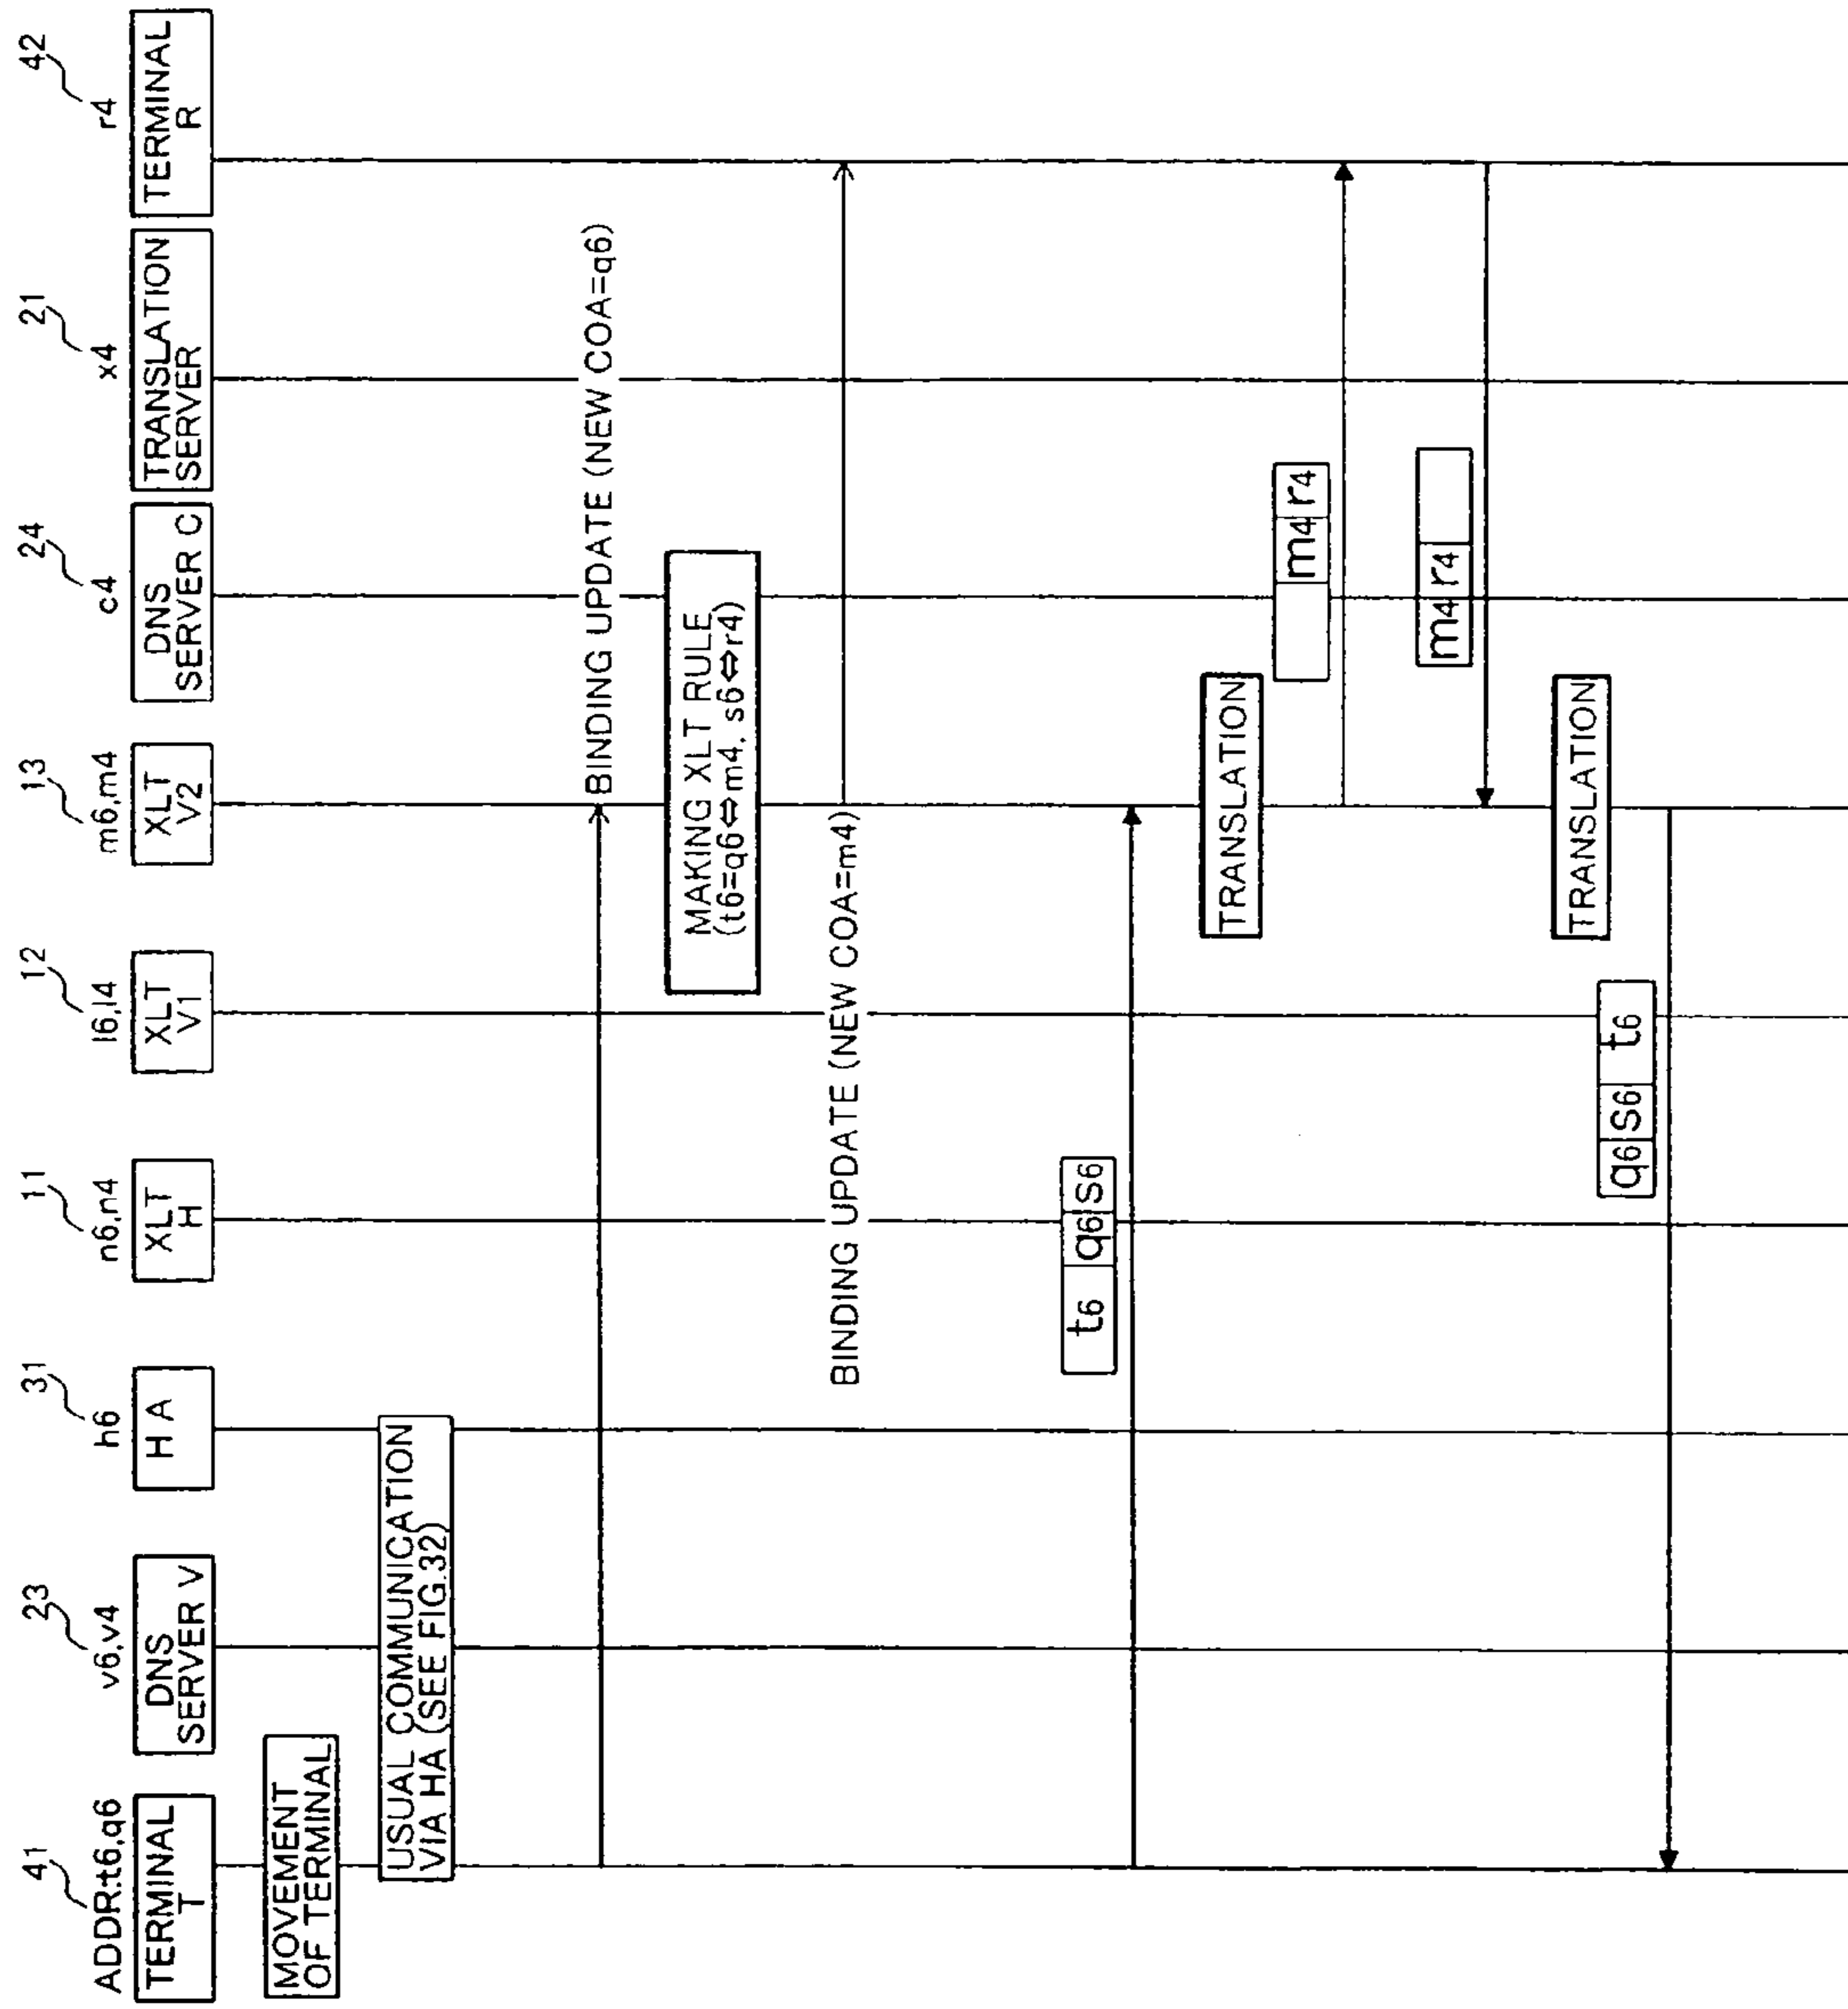 41
ADDR:t6,q6
TERMINAL
T
23
v6,v4
DNS
SERVER V
31
h6
H A
11
n6,n4
XLT
H
12
l6,l4
XLT
V1
13
m6,m4
XLT
V2
24
c4
DNS
SERVER C
21
x4
TRANSLATION
SERVER
42
r4
TERMINAL
R
MOVEMENT
OF TERMINAL
USUAL COMMUNICATION
VIA HA (SEE FIG.32)
BINDING UPDATE (NEW COA=q6)
MAKING XLT RULE
(t6=q6⇔m4, s6⇔r4)
BINDING UPDATE (NEW COA=m4)
t6 q6 s6
TRANSLATION
m4 r4
m4 r4
TRANSLATION
q6 s6 t6